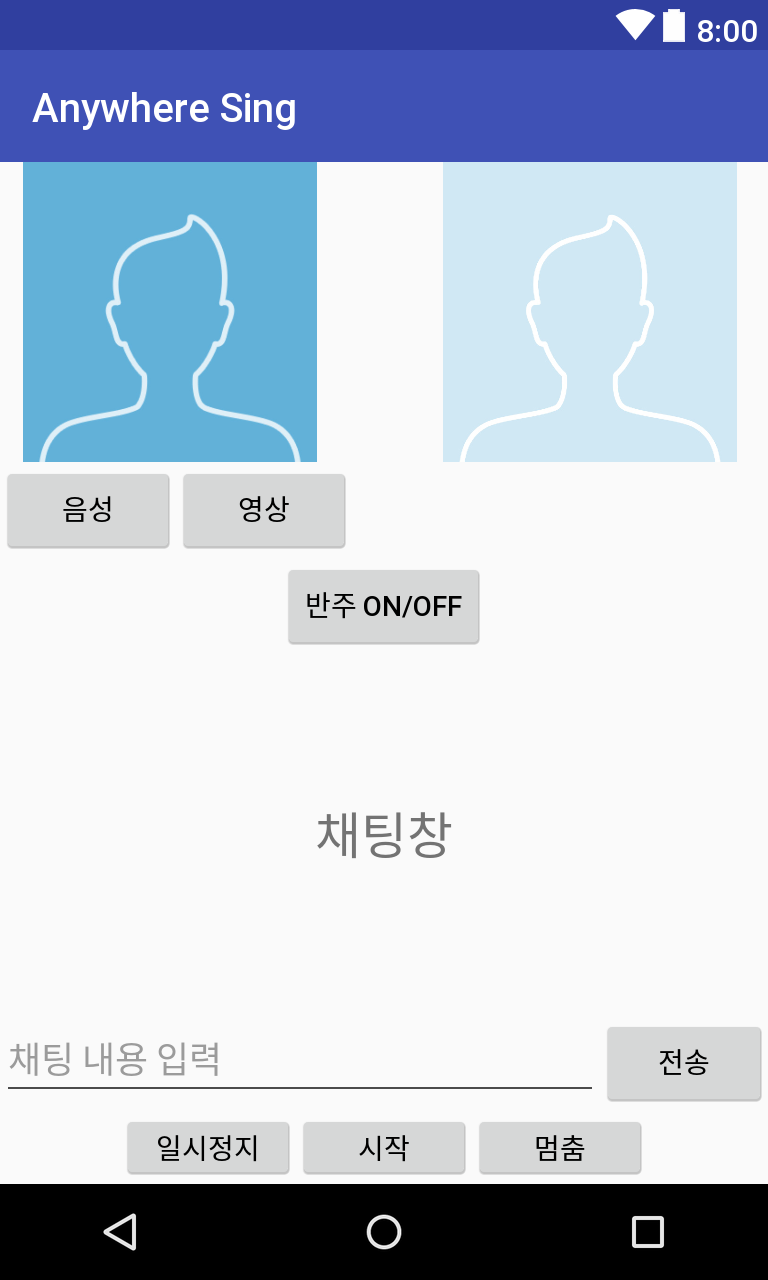 8:00
Anywhere Sing
음성 영상
반주 ON/OFF
채팅창
채팅 내용 입력 전송
일시정지 시작 멈춤